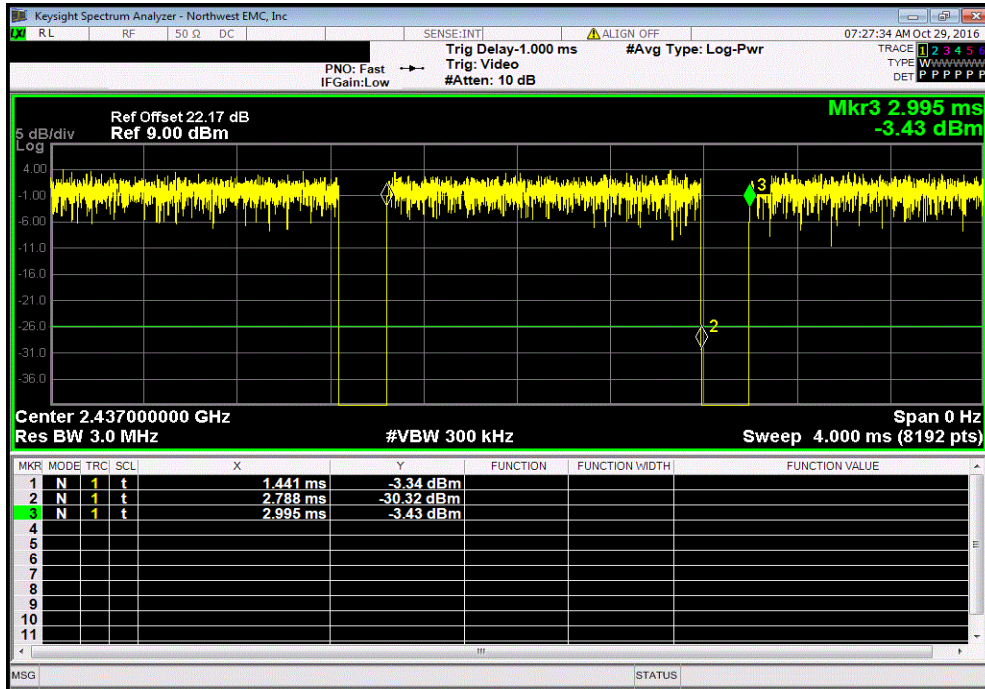 Keysight Spectrum Analyzer - Northwest EMC, Inc
LXI RL RF 50 Ω DC SENSE:INT ALIGN OFF 07:27:34 AM Oct 29, 2016
Trig Delay-1.000 ms #Avg Type: Log-Pwr TRACE 1 2 3 4 5 6
PNO: Fast Trig: Video TYPE WWWWWW
IFGain:Low #Atten: 10 dB DET P P P P P P
Mkr3 2.995 ms
-3.43 dBm
Ref Offset 22.17 dB
5 dB/div Ref 9.00 dBm
Log
4.00
3
-1.00
-6.00
-11.0
-16.0
-21.0
-26.0
2
-31.0
-36.0
Center 2.437000000 GHz Span 0 Hz
Res BW 3.0 MHz #VBW 300 kHz Sweep 4.000 ms (8192 pts)
MKR MODE TRC SCL X Y FUNCTION FUNCTION WIDTH FUNCTION VALUE
1 N 1 t 1.441 ms -3.34 dBm
2 N 1 t 2.788 ms -30.32 dBm
3 N 1 t 2.995 ms -3.43 dBm
4
5
6
7
8
9
10
11
MSG STATUS